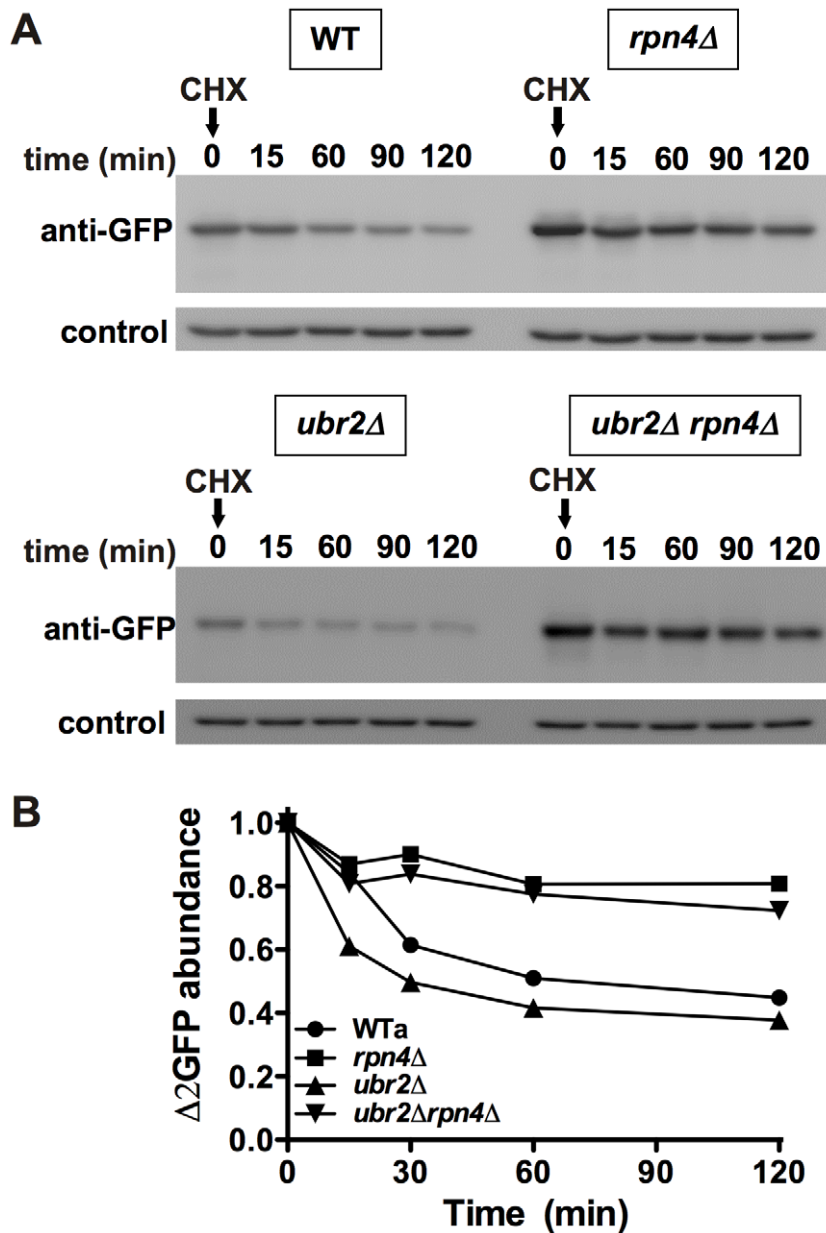 A
WT
rpn4Δ
CHX
CHX
time (min) 0 15 60 90 120 0 15 60 90 120
anti-GFP
control
ubr2Δ
ubr2Δ rpn4Δ
CHX
CHX
time (min) 0 15 60 90 120 0 15 60 90 120
anti-GFP
control
B
Δ2GFP abundance
1.0
0.8
0.6
0.4
0.2
0.0
WTa
rpn4Δ
ubr2Δ
ubr2Δrpn4Δ
0 30 60 90 120
Time (min)